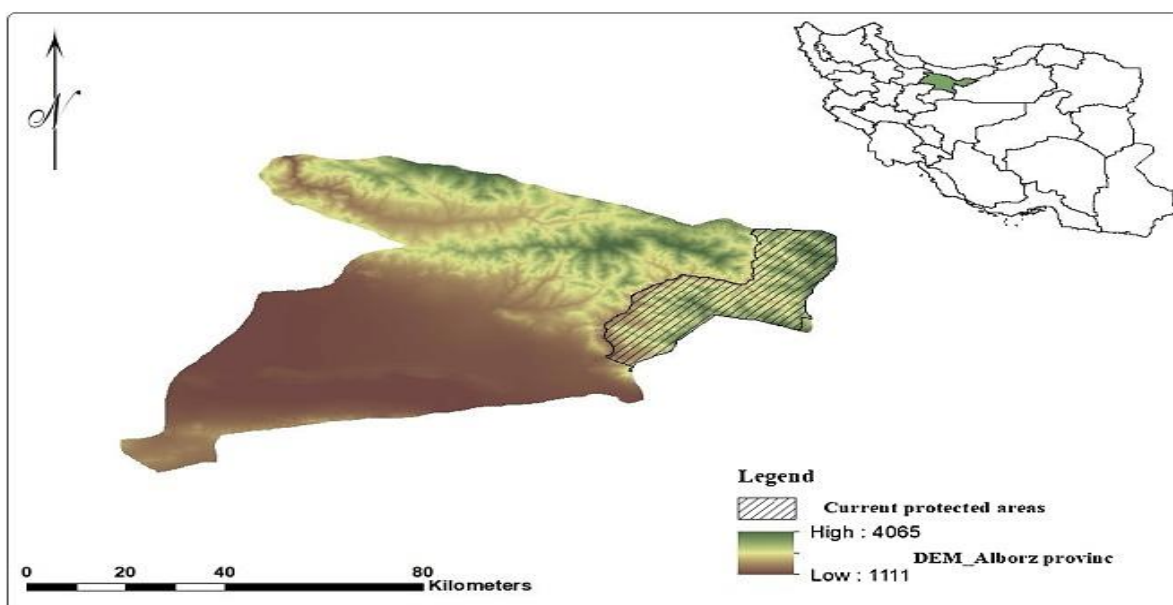 N
Legend
Current protected areas
High : 4065
DEM_Alborz provinc
Low : 1111
0 20 40 80
Kilometers